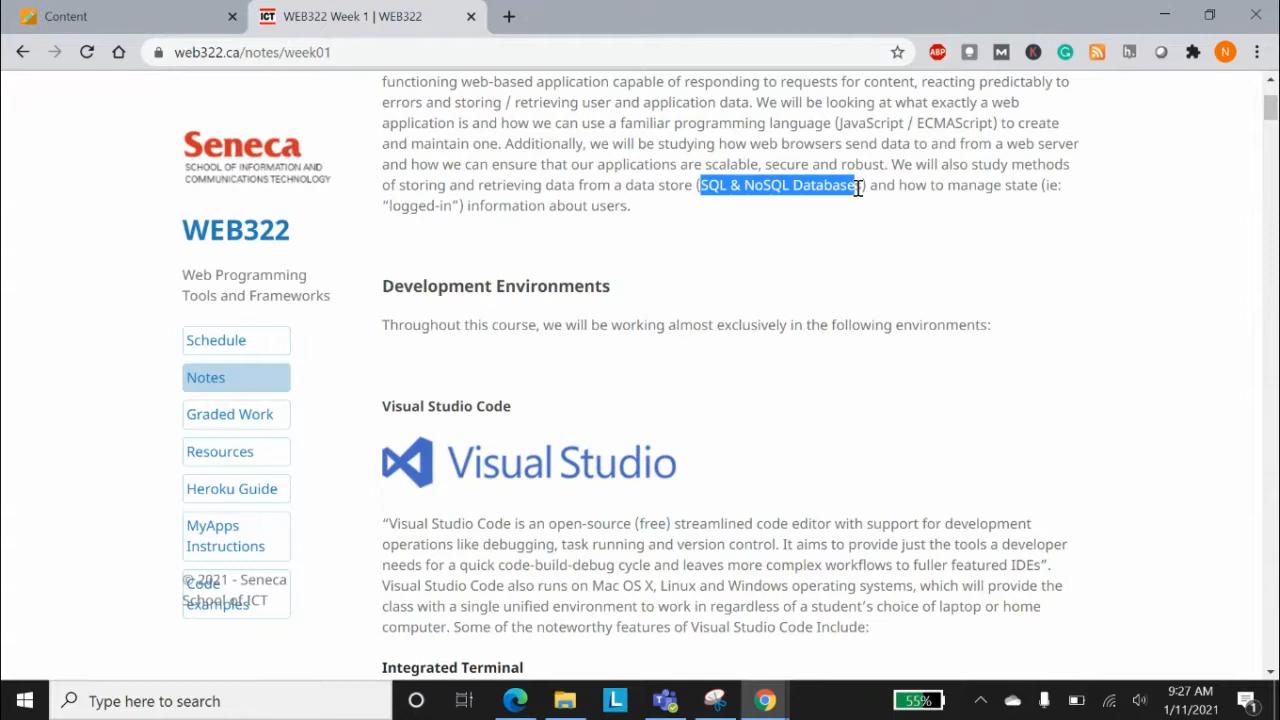 Content
ICT WEB322 Week 1 | WEB322
web322.ca/notes/week01
ABP
M
K
h
N
functioning web-based application capable of responding to requests for content, reacting predictably to
errors and storing / retrieving user and application data. We will be looking at what exactly a web
application is and how we can use a familiar programming language (JavaScript / ECMAScript) to create
and maintain one. Additionally, we will be studying how web browsers send data to and from a web server
and how we can ensure that our applications are scalable, secure and robust. We will also study methods
of storing and retrieving data from a data store (SQL & NoSQL Databases) and how to manage state (ie:
“logged-in”) information about users.
Seneca
SCHOOL OF INFORMATION AND
COMMUNICATIONS TECHNOLOGY
WEB322
Web Programming
Tools and Frameworks
Schedule
Notes
Graded Work
Resources
Heroku Guide
MyApps
Instructions
Code
examples
© 2021 - Seneca
School of ICT
Development Environments
Throughout this course, we will be working almost exclusively in the following environments:
Visual Studio Code
Visual Studio
“Visual Studio Code is an open-source (free) streamlined code editor with support for development
operations like debugging, task running and version control. It aims to provide just the tools a developer
needs for a quick code-build-debug cycle and leaves more complex workflows to fuller featured IDEs”.
Visual Studio Code also runs on Mac OS X, Linux and Windows operating systems, which will provide the
class with a single unified environment to work in regardless of a student’s choice of laptop or home
computer. Some of the noteworthy features of Visual Studio Code Include:
Integrated Terminal
Type here to search
L
55%
9:27 AM
1/11/2021
1